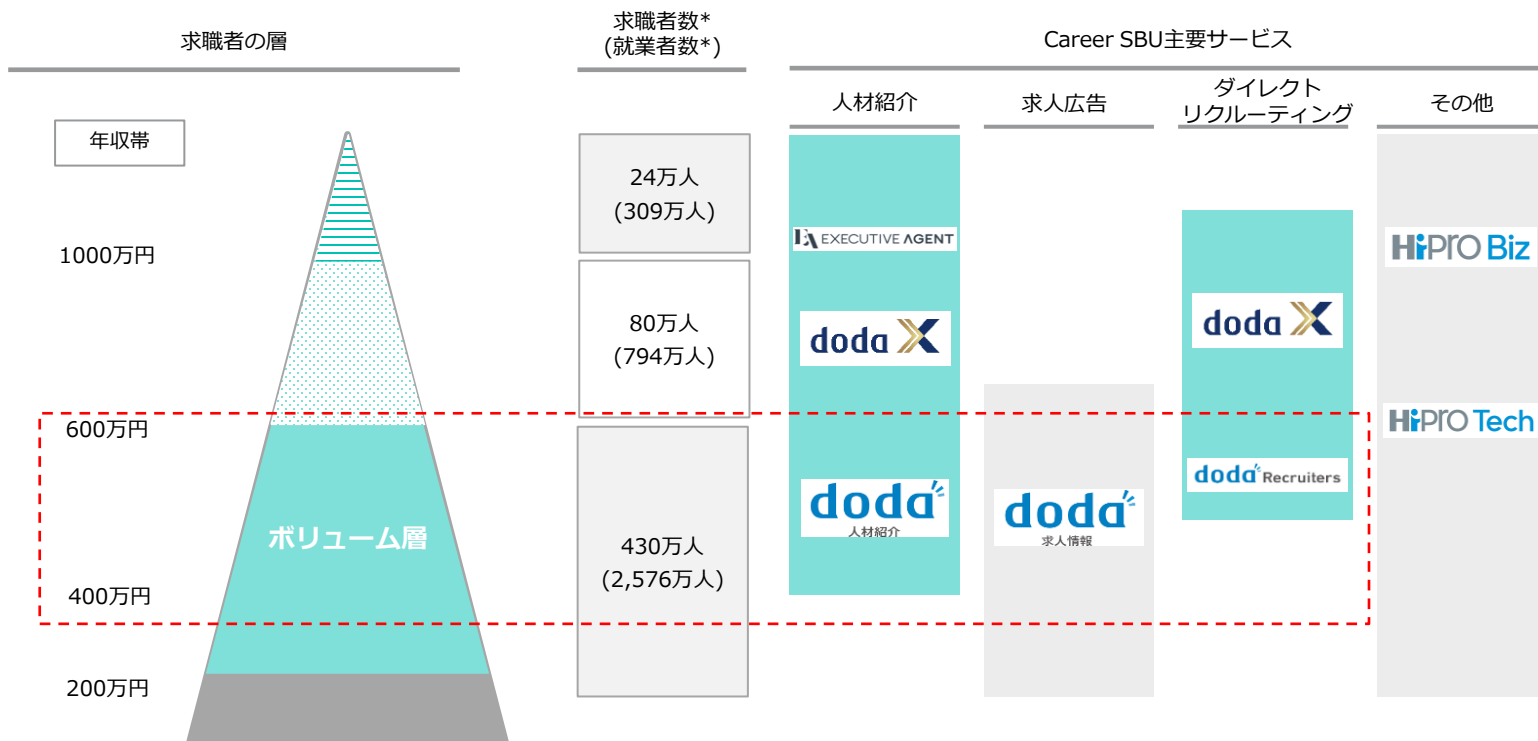 求職者の層
求職者数*
(就業者数*)
Career SBU主要サービス
人材紹介
求人広告
ダイレクト
リクルーティング
その他
年収帯
1000万円
600万円
400万円
200万円
ボリューム層
24万人
(309万人)
80万人
(794万人)
430万人
(2,576万人)
EA EXECUTIVE AGENT
doda X
doda
人材紹介
doda
求人情報
doda X
doda Recruiters
HiPRO Biz
HiPRO Tech